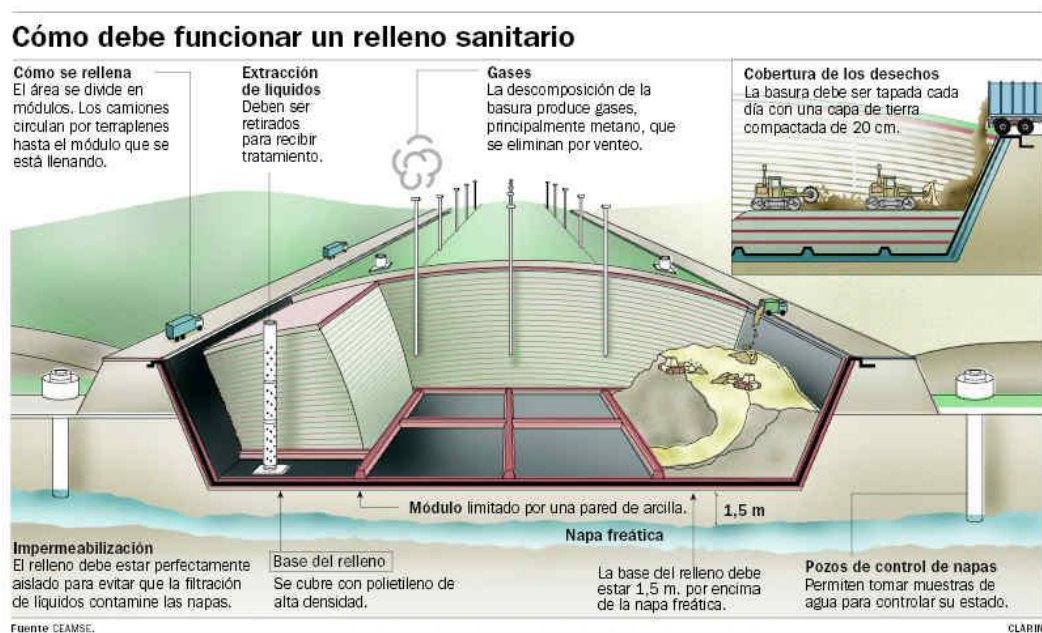 Cómo debe funcionar un relleno sanitario
Cómo se rellena
El área se divide en
módulos. Los camiones
circulan por terraplenes
hasta el módulo que se
está llenando.
Extracción
de líquidos
Deben ser
retirados
para recibir
tratamiento.
Gases
La descomposición de la
basura produce gases,
principalmente metano, que
se eliminan por venteo.
Cobertura de los desechos
La basura debe ser tapada cada
día con una capa de tierra
compactada de 20 cm.
Módulo limitado por una pared de arcilla.
1,5 m
Napa freática
Impermeabilización
El relleno debe estar perfectamente
aislado para evitar que la filtración
de líquidos contamine las napas.
Base del relleno
Se cubre con polietileno de
alta densidad.
La base del relleno debe
estar 1,5 m. por encima
de la napa freática.
Pozos de control de napas
Permiten tomar muestras de
agua para controlar su estado.
Fuente CEAMSE.
CLARIN